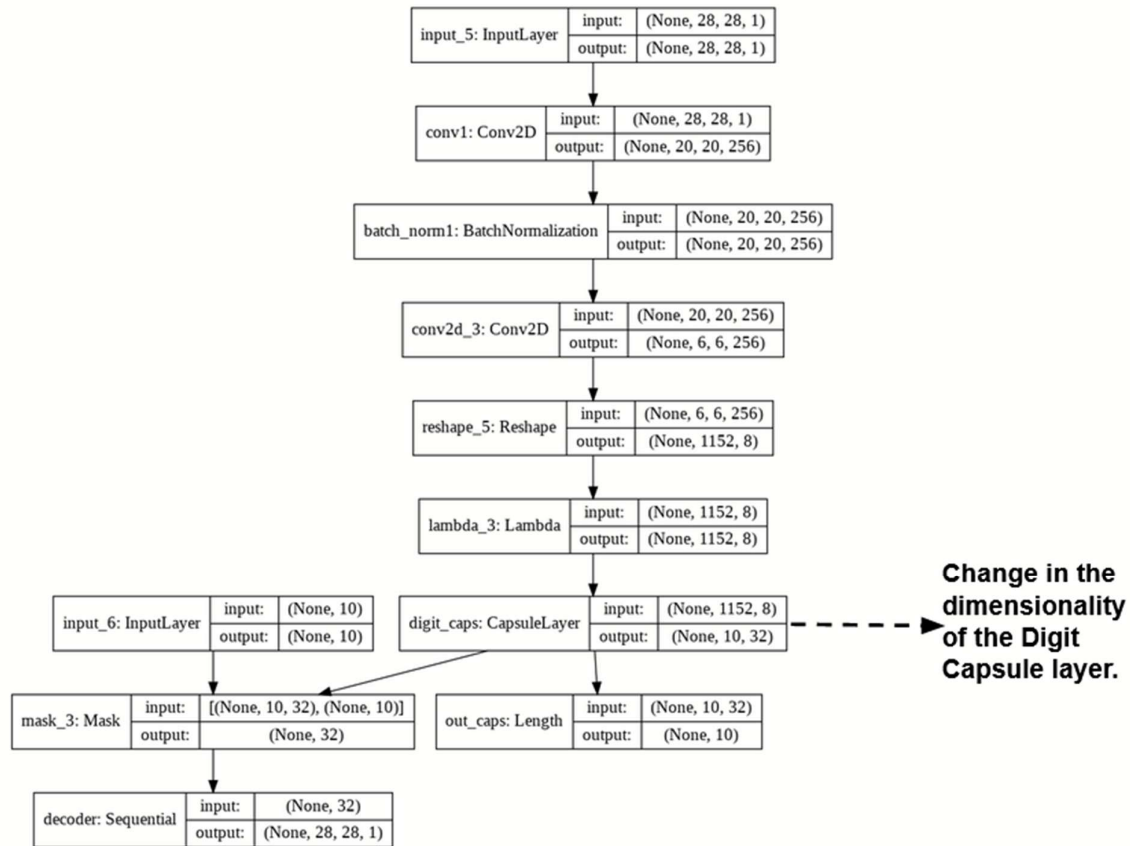 input_5: InputLayer
input:
(None, 28, 28, 1)
output:
(None, 28, 28, 1)
conv1: Conv2D
input:
(None, 28, 28, 1)
output:
(None, 20, 20, 256)
batch_norm1: BatchNormalization
input:
(None, 20, 20, 256)
output:
(None, 20, 20, 256)
conv2d_3: Conv2D
input:
(None, 20, 20, 256)
output:
(None, 6, 6, 256)
reshape_5: Reshape
input:
(None, 6, 6, 256)
output:
(None, 1152, 8)
lambda_3: Lambda
input:
(None, 1152, 8)
output:
(None, 1152, 8)
input_6: InputLayer
input:
(None, 10)
output:
(None, 10)
digit_caps: CapsuleLayer
input:
(None, 1152, 8)
output:
(None, 10, 32)
Change in the
dimensionality
of the Digit
Capsule layer.
mask_3: Mask
input:
[(None, 10, 32), (None, 10)]
output:
(None, 32)
out_caps: Length
input:
(None, 10, 32)
output:
(None, 10)
decoder: Sequential
input:
(None, 32)
output:
(None, 28, 28, 1)